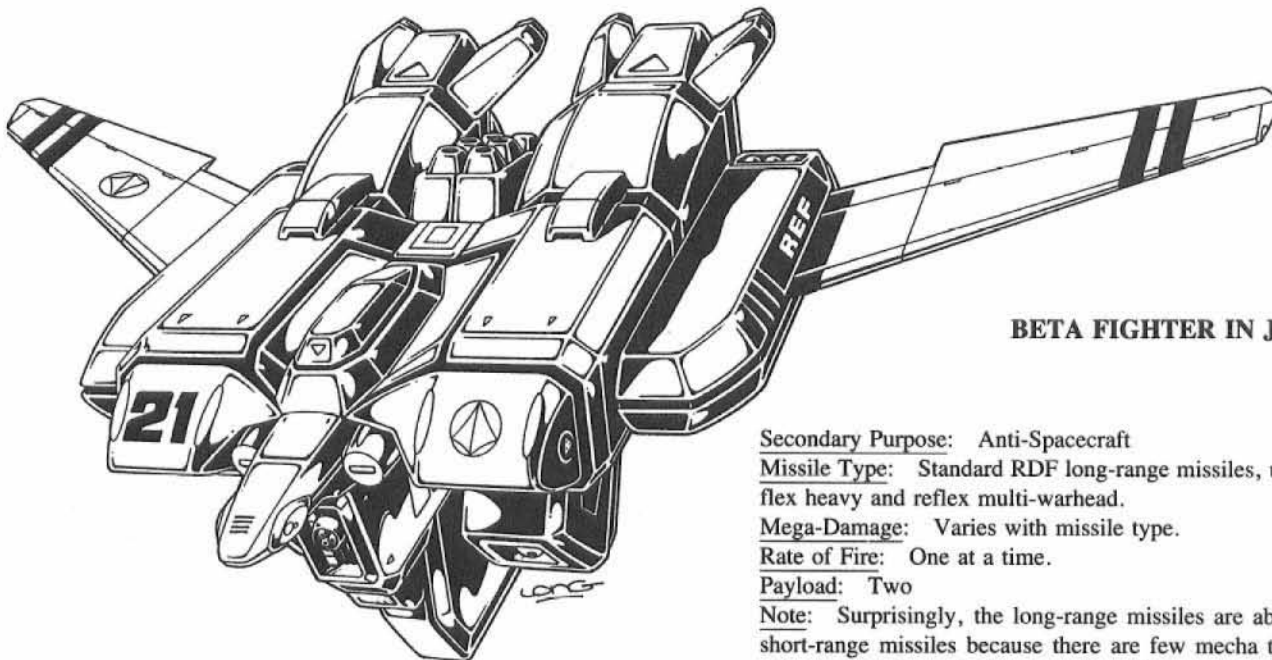 REF
BETA FIGHTER IN
21
Secondary Purpose: Anti-Spacecraft
Missile Type: Standard RDF long-range missiles,
flex heavy and reflex multi-warhead.
Mega-Damage: Varies with missile type.
Rate of Fire: One at a time.
Payload: Two
LONG
Note: Surprisingly, the long-range missiles are
short-range missiles because there are few mecha